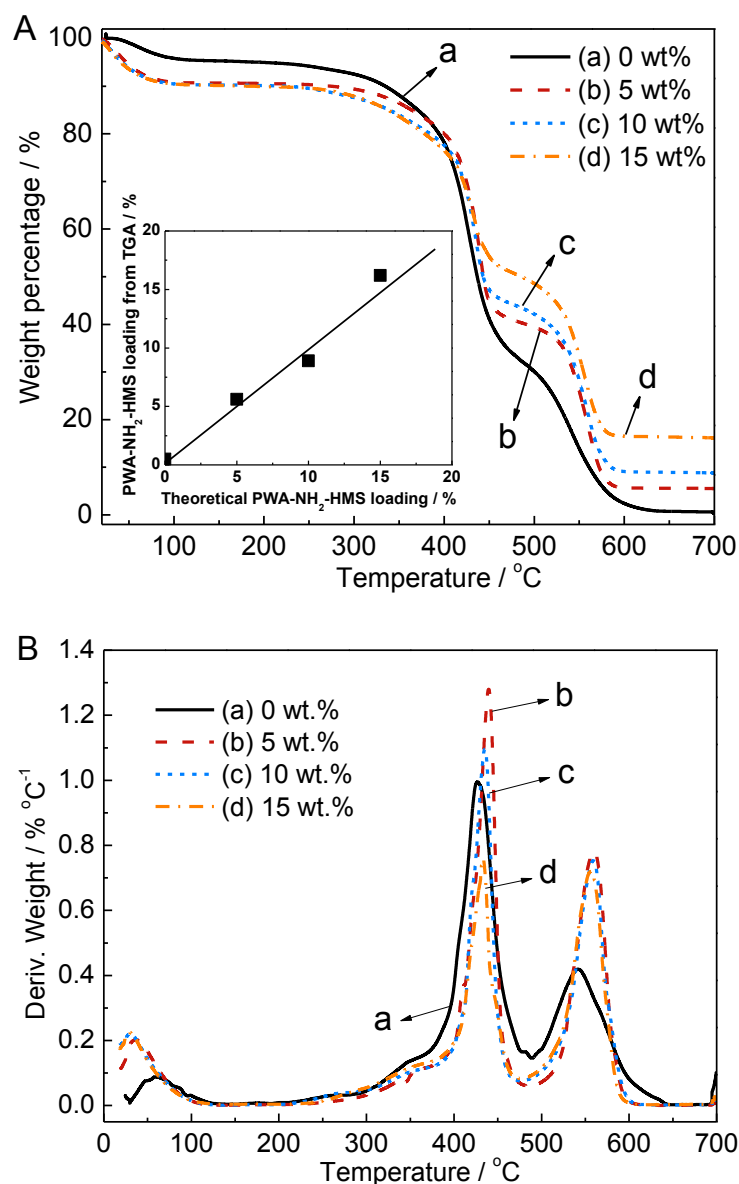 A
100
80
60
40
20
0
Weight percentage / %
100 200 300 400 500 600 700
Temperature / °C
a
(a) 0 wt%
(b) 5 wt%
(c) 10 wt%
(d) 15 wt%
c
b
d
PWA-NH₂-HMS loading from TGA / %
20
15
10
5
0
0 5 10 15 20
Theoretical PWA-NH₂-HMS loading / %
B
1.4
1.2
1.0
0.8
0.6
0.4
0.2
0.0
Deriv. Weight / % °C⁻¹
(a) 0 wt.%
(b) 5 wt.%
(c) 10 wt.%
(d) 15 wt.%
b
c
d
a
0 100 200 300 400 500 600 700
Temperature / °C